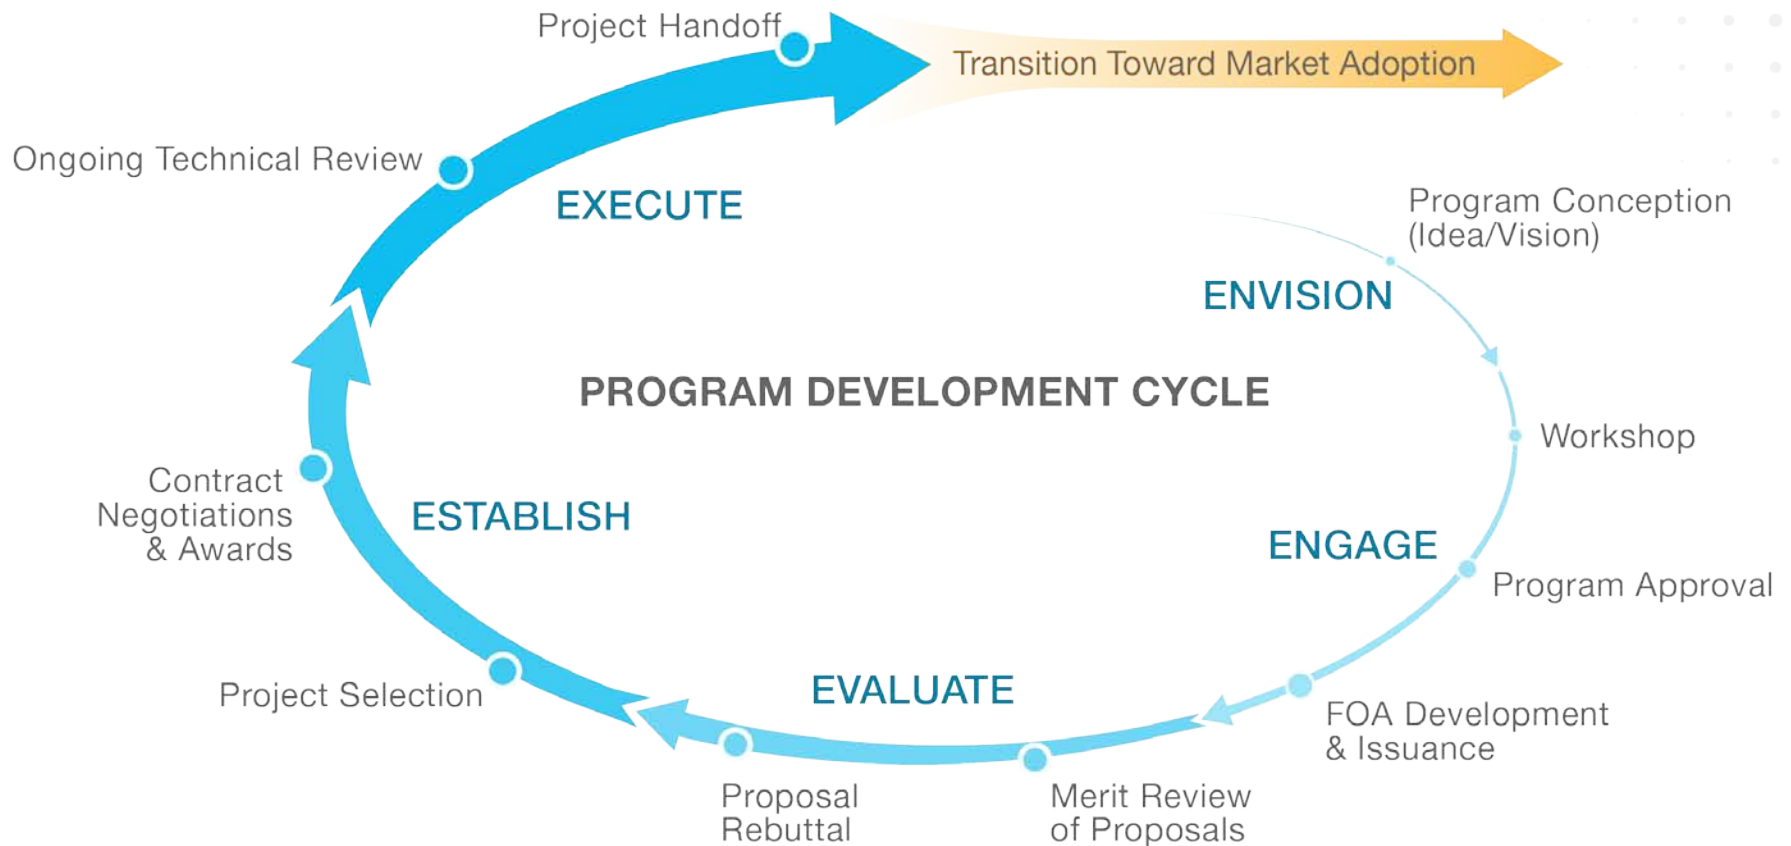 Project Handoff
Transition Toward Market Adoption
Ongoing Technical Review
EXECUTE
Program Conception
(Idea/Vision)
ENVISION
PROGRAM DEVELOPMENT CYCLE
Workshop
Contract
Negotiations
& Awards
ESTABLISH
ENGAGE
Program Approval
Project Selection
EVALUATE
FOA Development
& Issuance
Proposal
Rebuttal
Merit Review
of Proposals